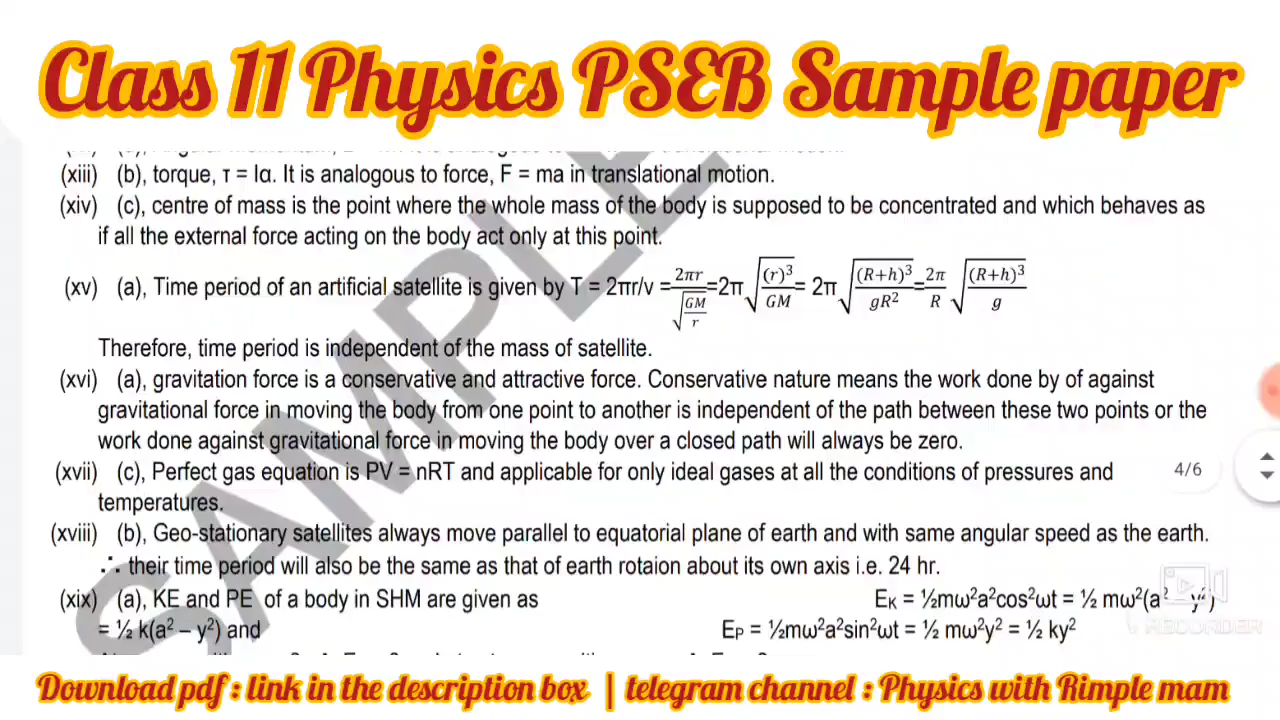 Class 11 Physics PSEB Sample paper
(xiii) (b), torque, τ = Iα. It is analogous to force, F = ma in translational motion.
(xiv) (c), centre of mass is the point where the whole mass of the body is supposed to be concentrated and which behaves as
if all the external force acting on the body act only at this point.
(xv) (a), Time period of an artificial satellite is given by T = 2πr/v = 2πr/√(GM/r) =2π √((r)³/GM) = 2π √((R+h)³/gR²) = 2π/R √((R+h)³/g)
Therefore, time period is independent of the mass of satellite.
(xvi) (a), gravitation force is a conservative and attractive force. Conservative nature means the work done by of against
gravitational force in moving the body from one point to another is independent of the path between these two points or the
work done against gravitational force in moving the body over a closed path will always be zero.
(xvii) (c), Perfect gas equation is PV = nRT and applicable for only ideal gases at all the conditions of pressures and
4/6
temperatures.
(xviii) (b), Geo-stationary satellites always move parallel to equatorial plane of earth and with same angular speed as the earth.
∴ their time period will also be the same as that of earth rotaion about its own axis i.e. 24 hr.
(xix) (a), KE and PE of a body in SHM are given as Eκ = ½mω²a²cos²ωt = ½ mω²(a² – y²)
= ½ k(a² – y²) and Eᴘ = ½mω²a²sin²ωt = ½ mω²y² = ½ ky²
SAMPLE
RECORDER
Download pdf : link in the description box | telegram channel : Physics with Rimple mam